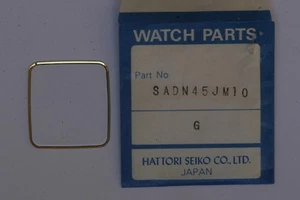 WATCH PARTS
Part No.
SADN45JM10
G
HATTORI SEIKO CO., LTD.
JAPAN